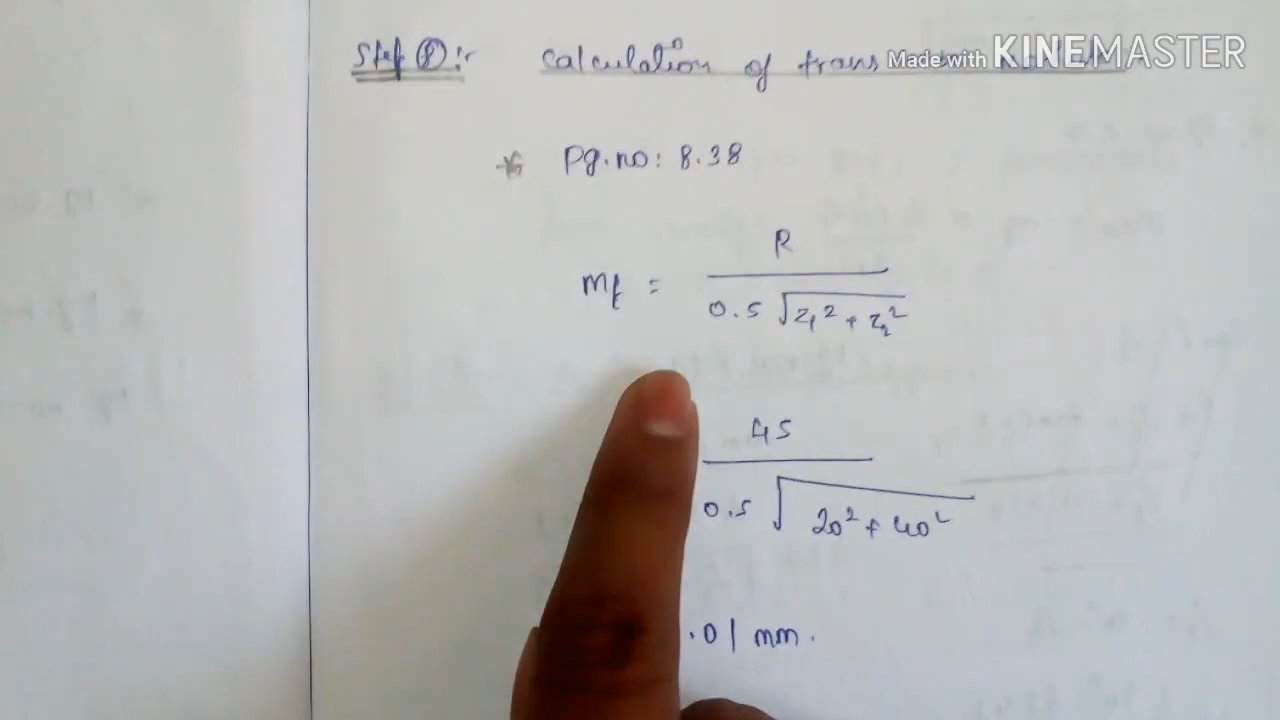 Step ⑧:- Calculation of trans
Made with KINEMASTER
* Pg.no: 8.38
mt = R / 0.5 √z1² + z2²
45 / 0.5 √20² + 40²
.01 mm.